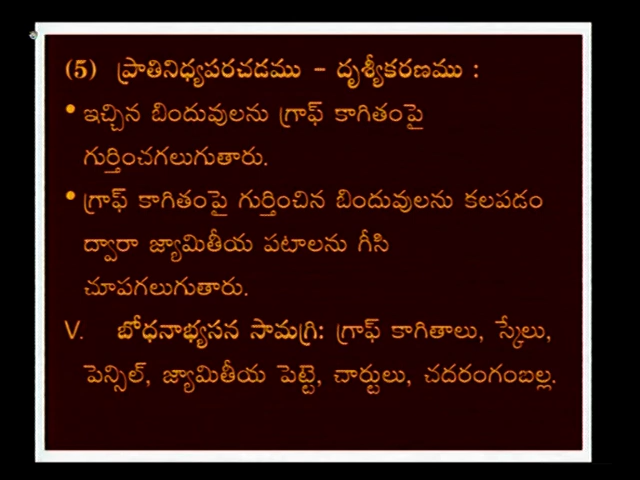 (5) ప్రాతినిధ్యపరచడము – దృశ్యీకరణము :
• ఇచ్చిన బిందువులను గ్రాఫ్ కాగితంపై
గుర్తించగలుగుతారు.
• గ్రాఫ్ కాగితంపై గుర్తించిన బిందువులను కలపడం
ద్వారా జ్యామితీయ పటాలను గీసి
చూపగలుగుతారు.
V. బోధనాభ్యసన సామగ్రి: గ్రాఫ్ కాగితాలు, స్కేలు,
పెన్సిల్, జ్యామితీయ పెట్టె, చార్టులు, చదరంగంబల్ల.